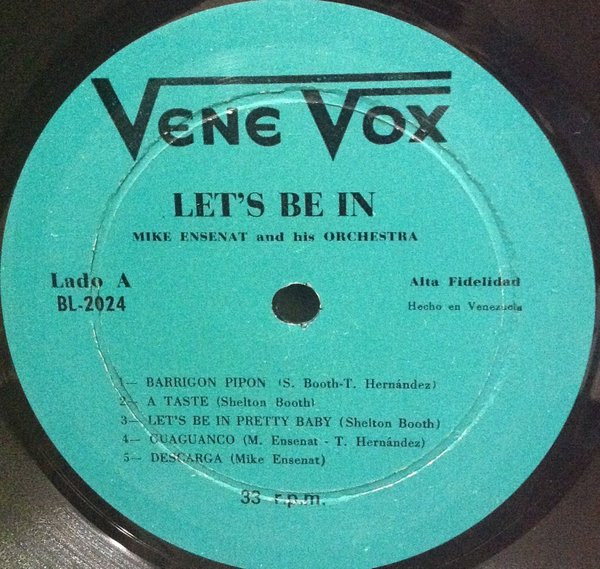 VENE VOX
LET'S BE IN
MIKE ENSENAT and his ORCHESTRA
Lado A
BL-2024
Alta Fidelidad
Hecho en Venezuela
1— BARRIGON PIPON (S. Booth-T. Hernández)
2— A TASTE (Shelton Booth)
3— LET'S BE IN PRETTY BABY (Shelton Booth)
4— GUAGUANCO (M. Ensenat - T. Hernández)
5— DESCARGA (Mike Ensenat)
33 r.p.m.